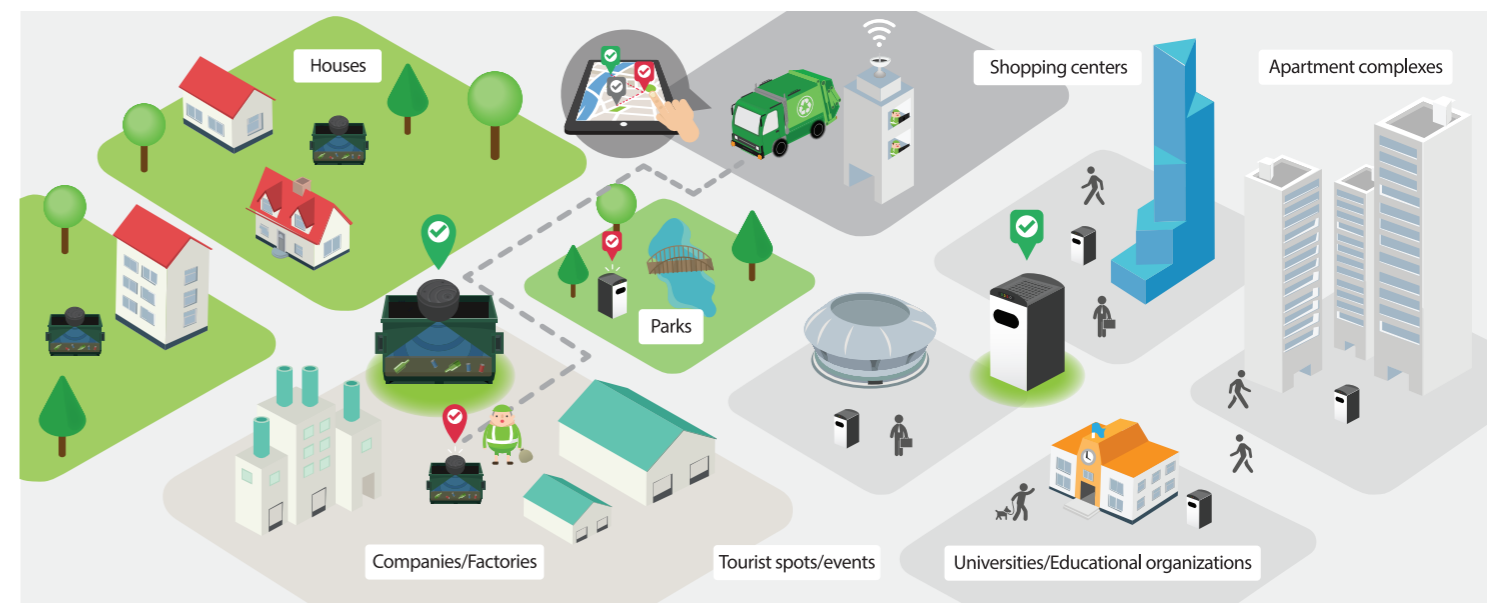 Houses
Shopping centers
Apartment complexes
Parks
Companies/Factories
Tourist spots/events
Universities/Educational organizations